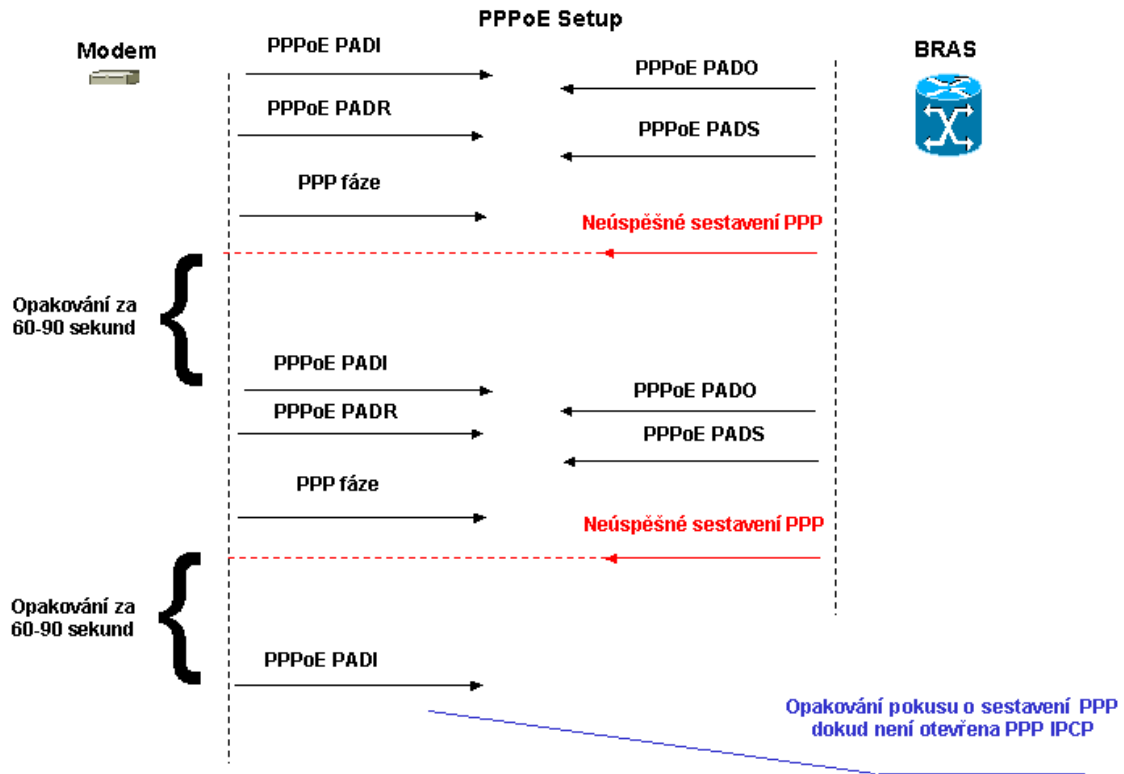 PPPoE Setup
Modem
BRAS
PPPoE PADI
PPPoE PADO
PPPoE PADR
PPPoE PADS
PPP fáze
Neúspěšné sestavení PPP
Opakování za
60-90 sekund
PPPoE PADI
PPPoE PADO
PPPoE PADR
PPPoE PADS
PPP fáze
Neúspěšné sestavení PPP
Opakování za
60-90 sekund
PPPoE PADI
Opakování pokusu o sestavení PPP
dokud není otevřena PPP IPCP